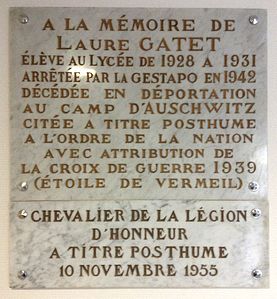 A LA MÉMOIRE DE
LAURE GATET
ÉLÈVE AU LYCÉE DE 1928 A 1931
ARRÊTÉE PAR LA GESTAPO EN 1942
DÉCÉDÉE EN DÉPORTATION
AU CAMP D'AUSCHWITZ
CITÉE A TITRE POSTHUME
A L'ORDRE DE LA NATION
AVEC ATTRIBUTION DE
LA CROIX DE GUERRE 1939
(ÉTOILE DE VERMEIL)
CHEVALIER DE LA LÉGION
D'HONNEUR
A TITRE POSTHUME
10 NOVEMBRE 1955